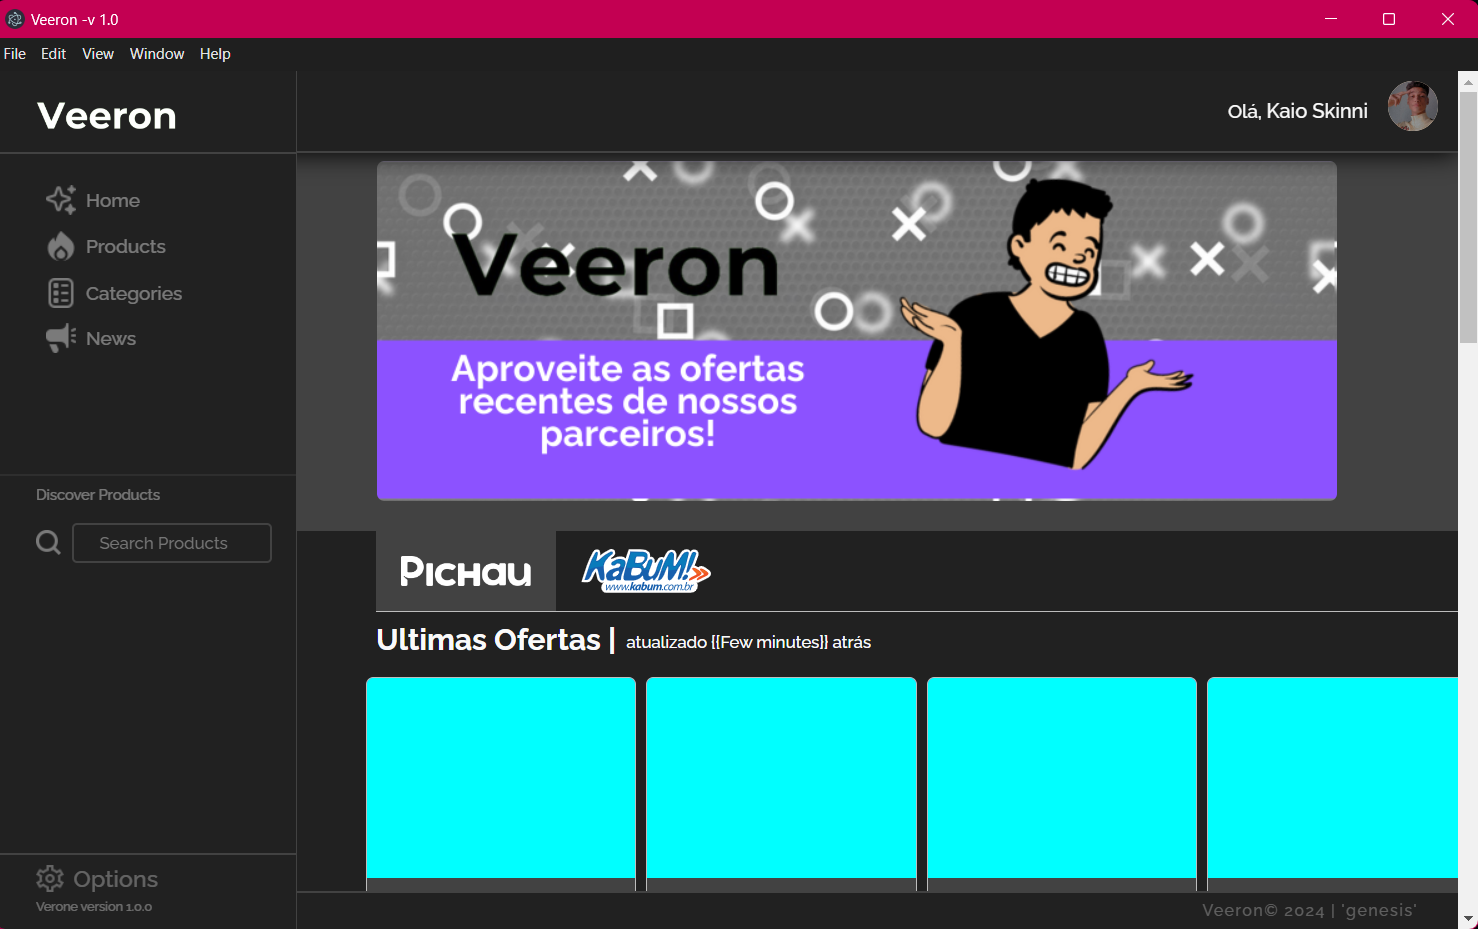 Veeron -v 1.0
File Edit View Window Help
Veeron
Olá, Kaio Skinni
Home
Products
Categories
News
Discover Products
Search Products
Options
Verone version 1.0.0
Veeron
Aproveite as ofertas
recentes de nossos
parceiros!
PICHAU
KaBuM!
www.kabum.com.br
Ultimas Ofertas | atualizado {{Few minutes}} atrás
Veeron© 2024 | 'genesis'